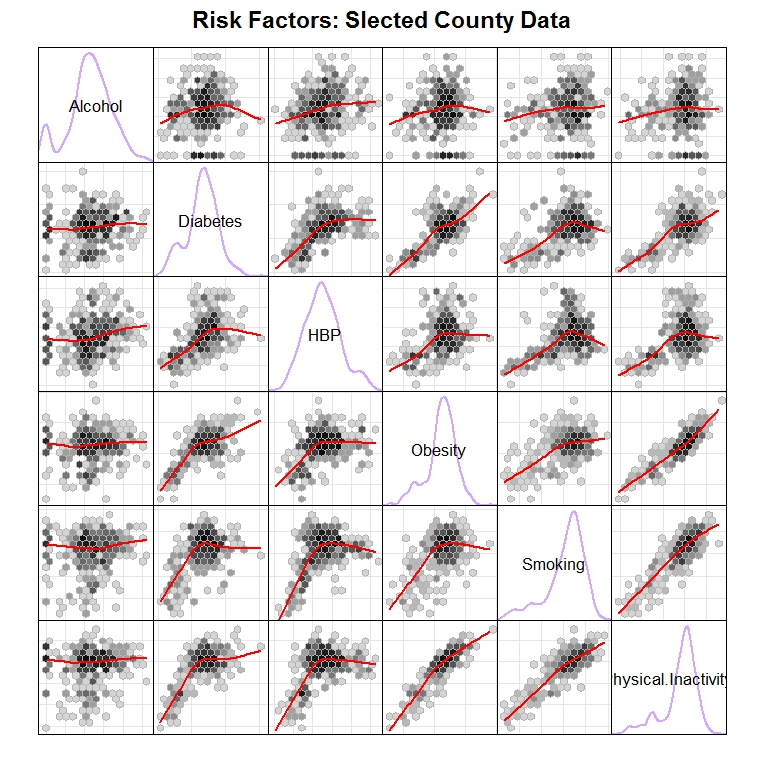 Risk Factors: Slected County Data
Alcohol
Diabetes
HBP
Obesity
Smoking
hysical.Inactivity